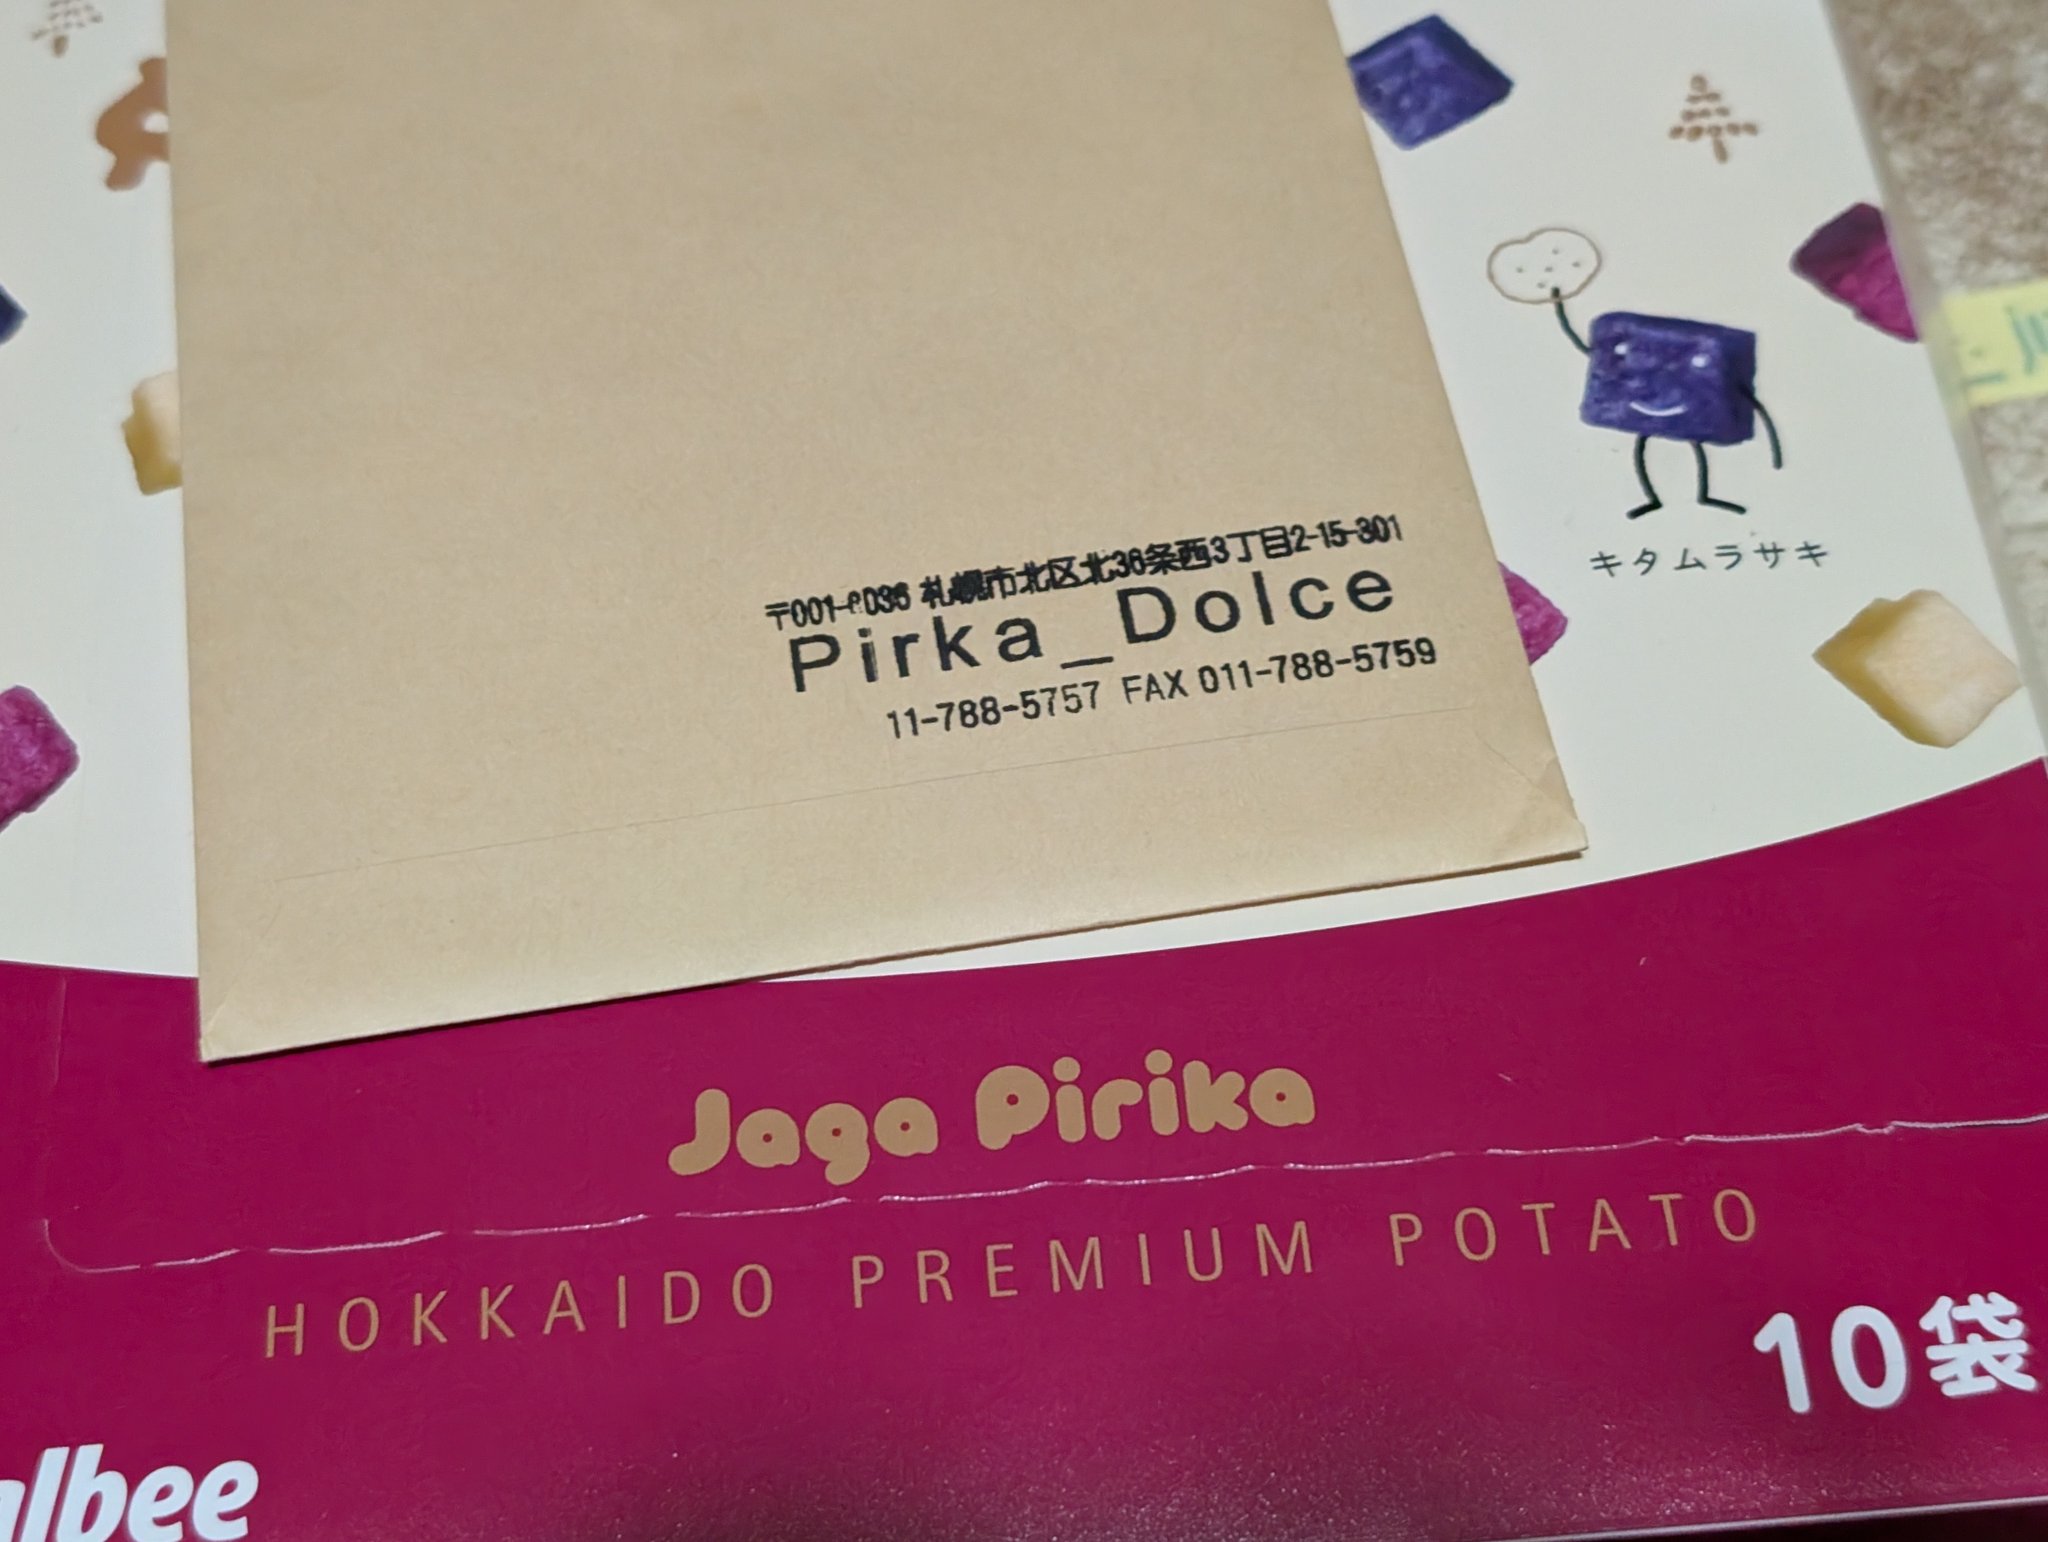 〒001-0036 札幌市北区北36条西3丁目2-15-301
Pirka_Dolce
11-788-5757 FAX 011-788-5759
キタムラサキ
Jaga Pirika
HOKKAIDO PREMIUM POTATO
10袋
albee